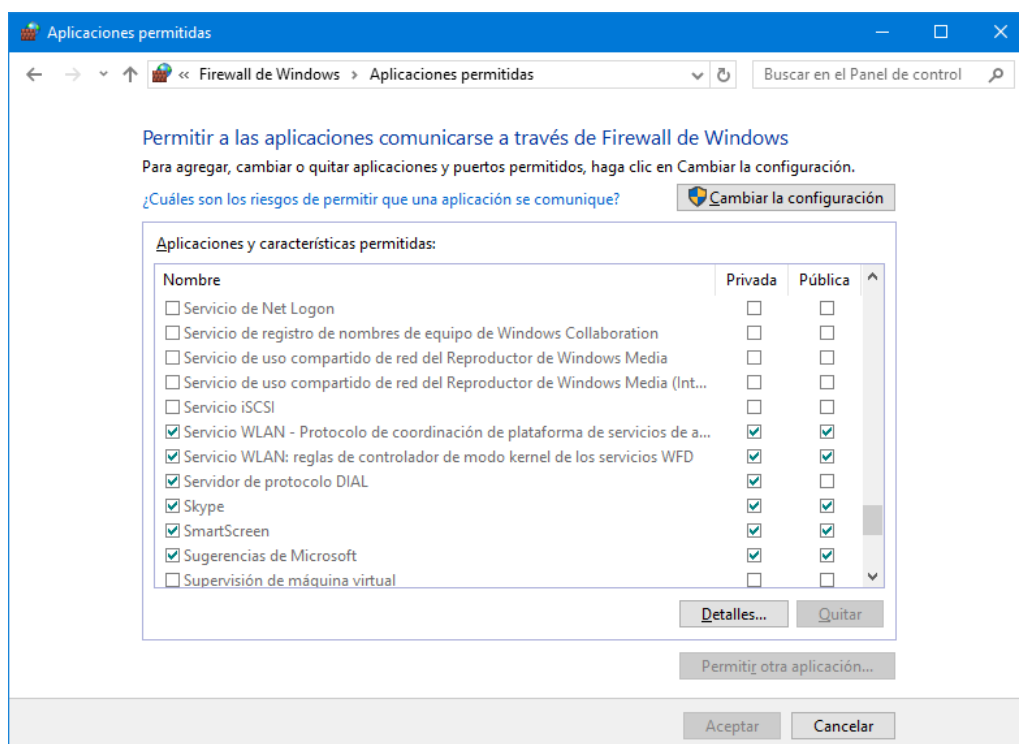 Aplicaciones permitidas
« Firewall de Windows > Aplicaciones permitidas
Buscar en el Panel de control
Permitir a las aplicaciones comunicarse a través de Firewall de Windows
Para agregar, cambiar o quitar aplicaciones y puertos permitidos, haga clic en Cambiar la configuración.
¿Cuáles son los riesgos de permitir que una aplicación se comunique? Cambiar la configuración
Aplicaciones y características permitidas:
Nombre Privada Pública
Servicio de Net Logon
Servicio de registro de nombres de equipo de Windows Collaboration
Servicio de uso compartido de red del Reproductor de Windows Media
Servicio de uso compartido de red del Reproductor de Windows Media (Int...
Servicio iSCSI
Servicio WLAN - Protocolo de coordinación de plataforma de servicios de a...
Servicio WLAN: reglas de controlador de modo kernel de los servicios WFD
Servidor de protocolo DIAL
Skype
SmartScreen
Sugerencias de Microsoft
Supervisión de máquina virtual
Detalles... Quitar
Permitir otra aplicación...
Aceptar Cancelar